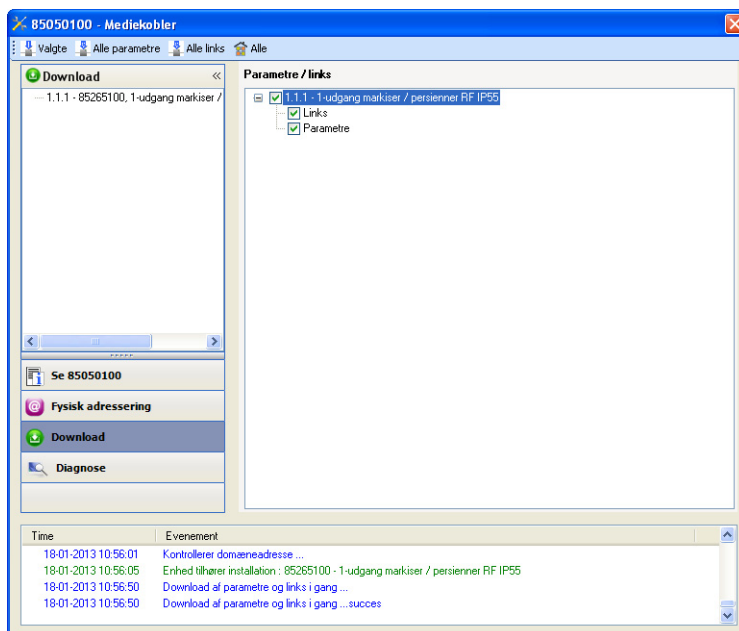 85050100 - Mediekobler
Valgte Alle parametre Alle links Alle
Download «
1.1.1 - 85265100, 1-udgang markiser /
Parametre / links
1.1.1 - 1-udgang markiser / persienner RF IP55
Links
Parametre
Se 85050100
Fysisk adressering
Download
Diagnose
Time Evenement
18-01-2013 10:56:01 Kontrollerer domæneadresse ...
18-01-2013 10:56:05 Enhed tilhører installation : 85265100 - 1-udgang markiser / persienner RF IP55
18-01-2013 10:56:50 Download af parametre og links i gang ...
18-01-2013 10:56:50 Download af parametre og links i gang ...succes